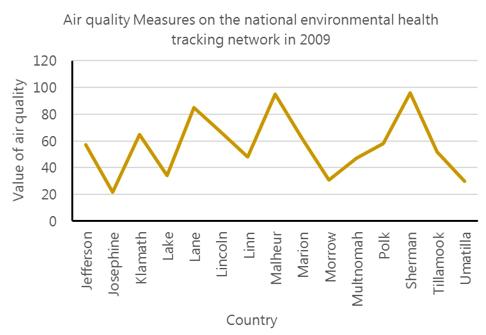 Air quality Measures on the national environmental health
tracking network in 2009
Value of air quality
120
100
80
60
40
20
0
Jefferson
Josephine
Klamath
Lake
Lane
Lincoln
Linn
Malheur
Marion
Morrow
Multnomah
Polk
Sherman
Tillamook
Umatilla
Country